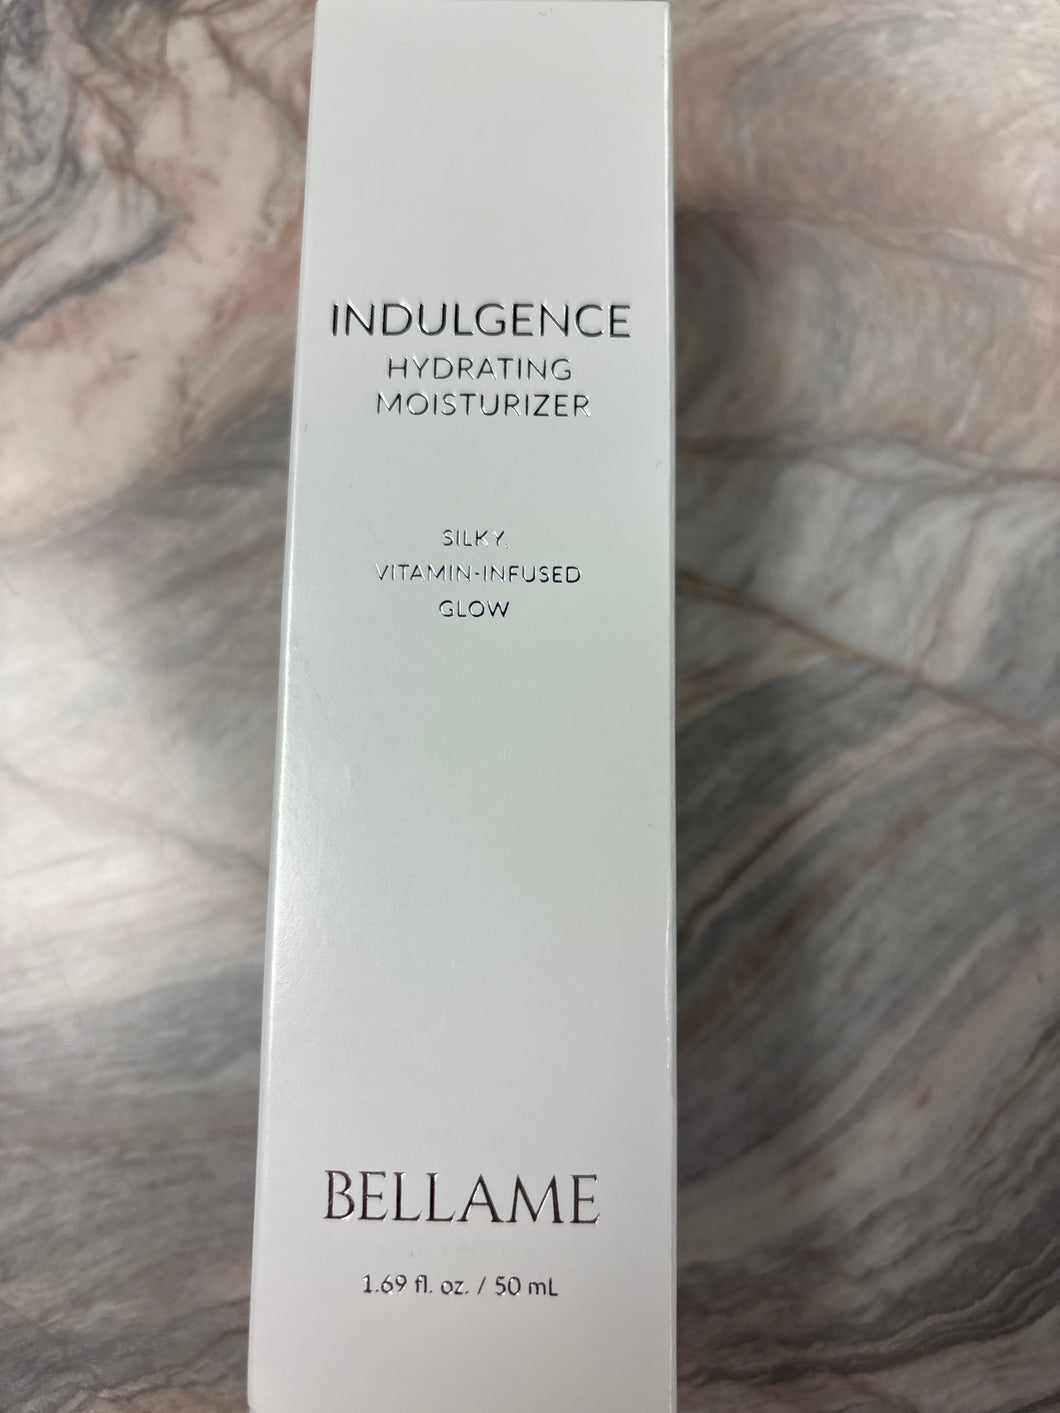 INDULGENCE
HYDRATING
MOISTURIZER
SILKY,
VITAMIN-INFUSED
GLOW
BELLAME
1.69 fl. oz. / 50 mL